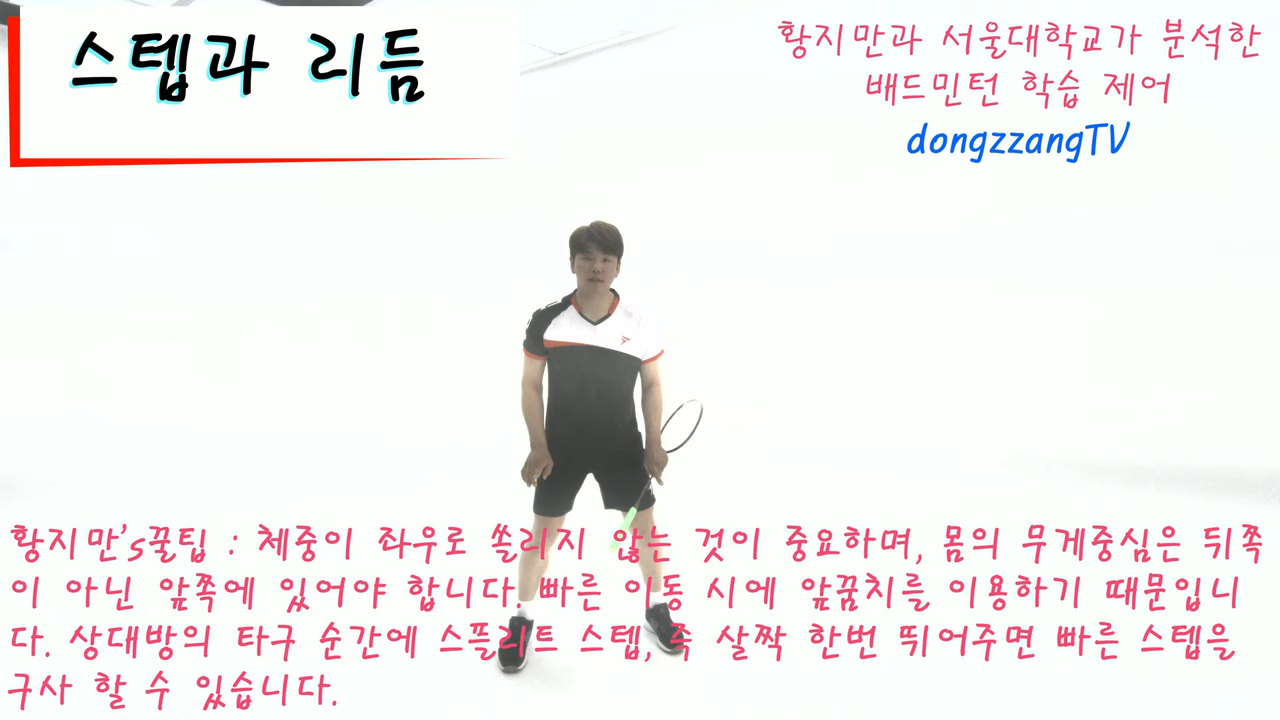 스텝과 리듬
황지만과 서울대학교가 분석한
배드민턴 학습 제어
dongzzangTV
황지만's꿀팁 : 체중이 좌우로 쏠리지 않는 것이 중요하며, 몸의 무게중심은 뒤쪽
이 아닌 앞쪽에 있어야 합니다. 빠른 이동 시에 앞꿈치를 이용하기 때문입니
다. 상대방의 타구 순간에 스플리트 스텝, 즉 살짝 한번 뛰어주면 빠른 스텝을
구사 할 수 있습니다.